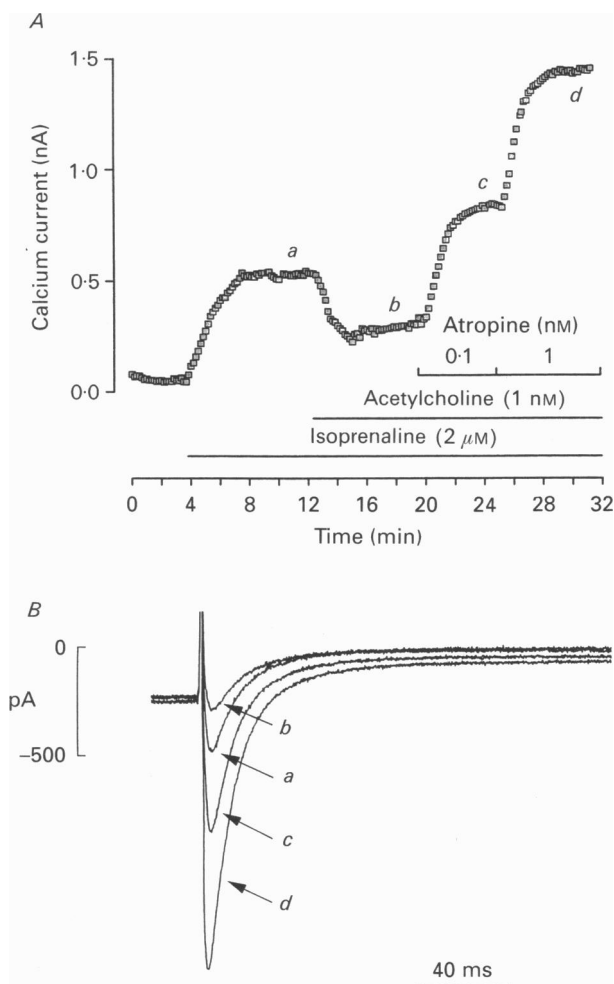 A
1·5
1·0
0·5
0·0
Calcium current (nA)
a
b
c
d
Atropine (nM)
0·1 1
Acetylcholine (1 nM)
Isoprenaline (2 μM)
0 4 8 12 16 20 24 28 32
Time (min)
B
0
pA
−500
b
a
c
d
40 ms